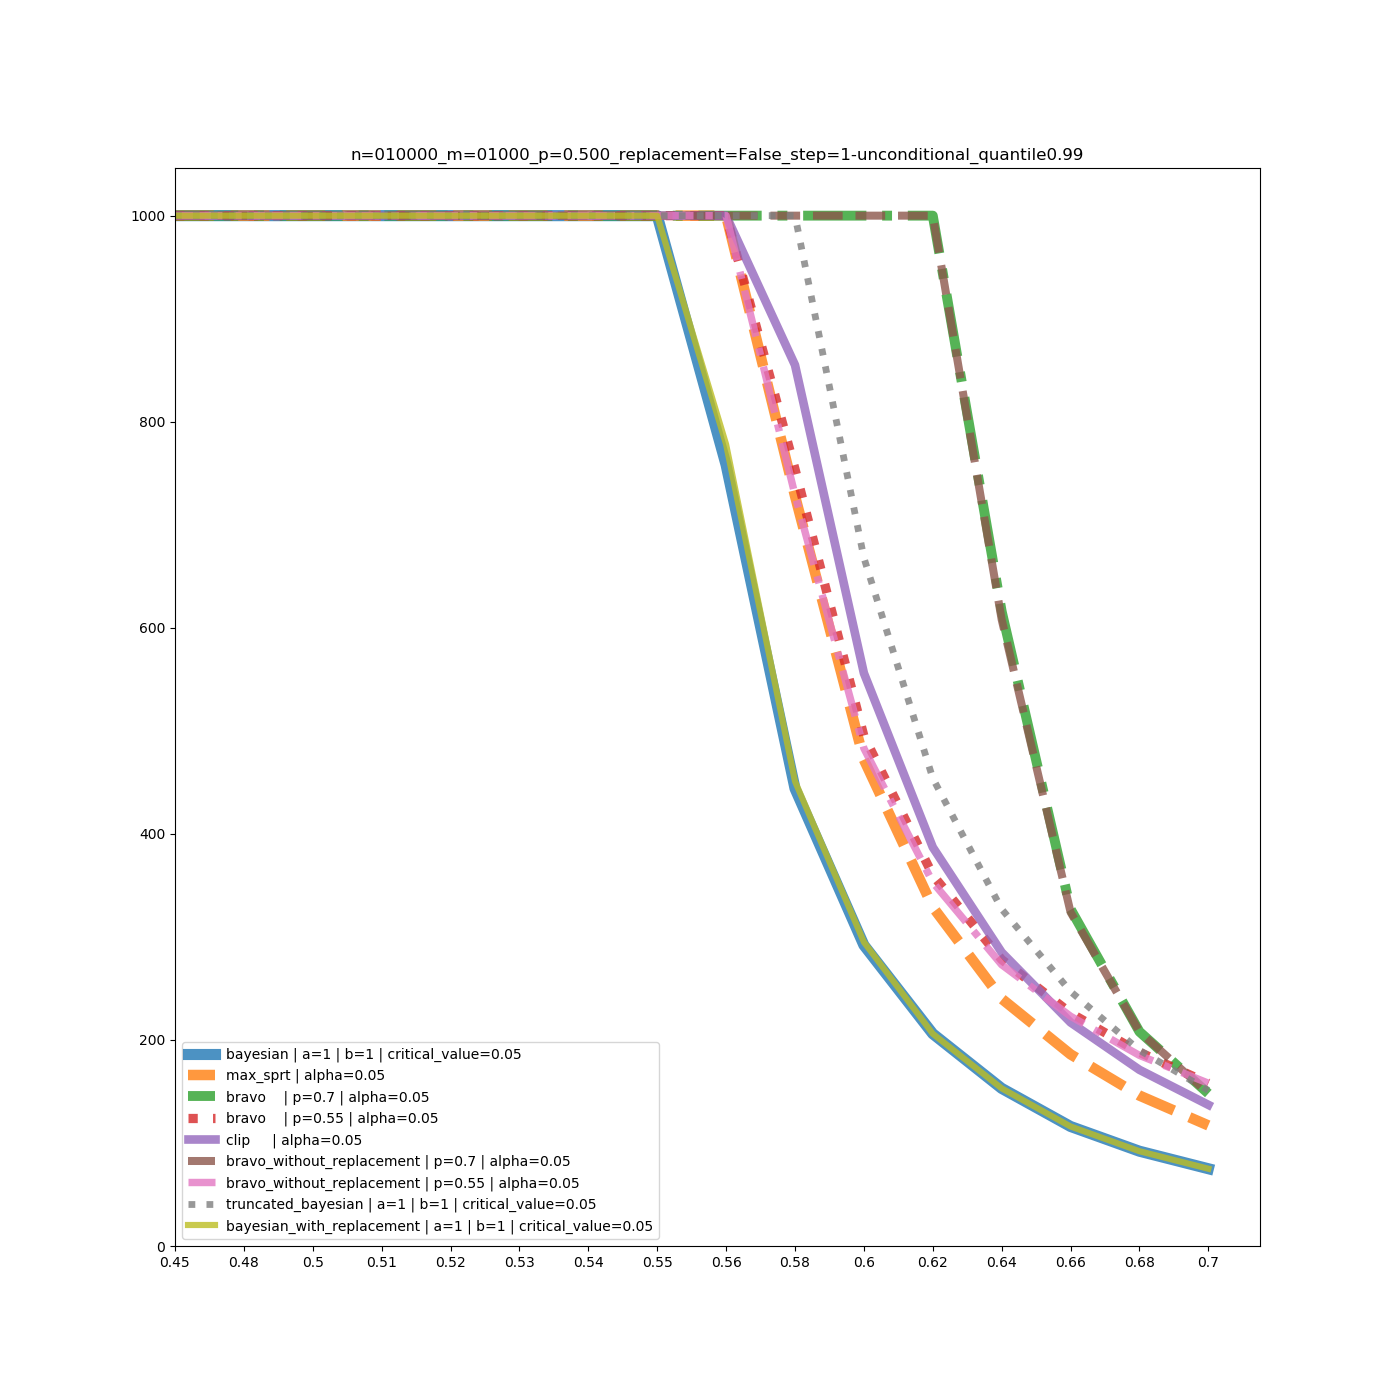 n=010000_m=01000_p=0.500_replacement=False_step=1-unconditional_quantile0.99
1000
800
600
400
200
0
bayesian | a=1 | b=1 | critical_value=0.05
max_sprt | alpha=0.05
bravo    | p=0.7 | alpha=0.05
bravo    | p=0.55 | alpha=0.05
clip     | alpha=0.05
bravo_without_replacement | p=0.7 | alpha=0.05
bravo_without_replacement | p=0.55 | alpha=0.05
truncated_bayesian | a=1 | b=1 | critical_value=0.05
bayesian_with_replacement | a=1 | b=1 | critical_value=0.05
0.45 0.48 0.5 0.51 0.52 0.53 0.54 0.55 0.56 0.58 0.6 0.62 0.64 0.66 0.68 0.7